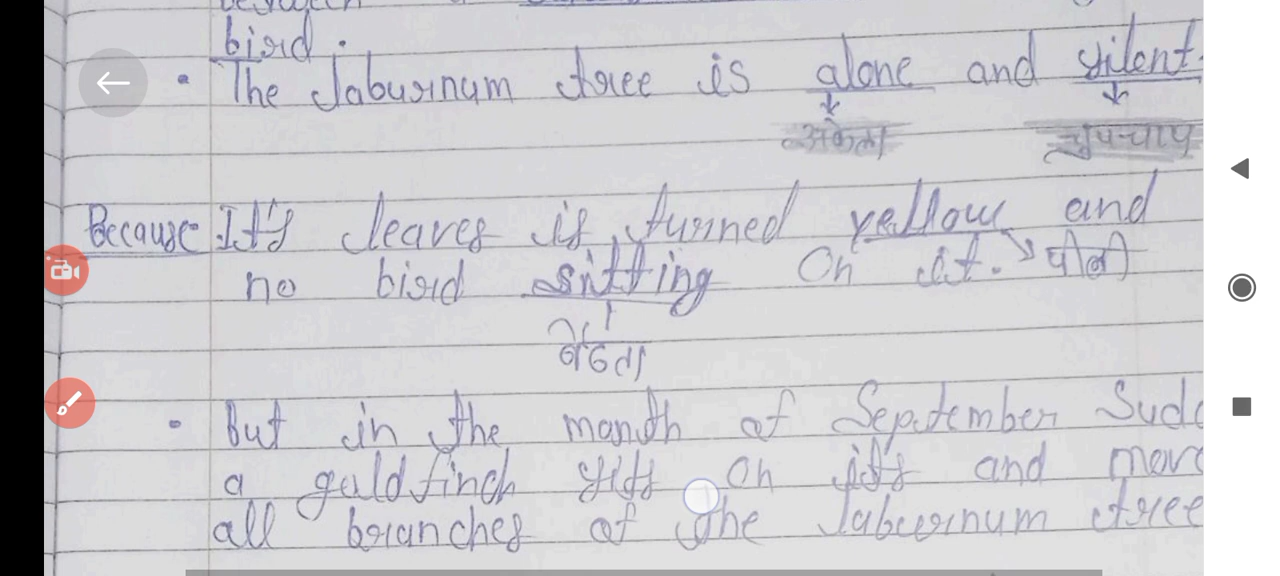 bird.
• The laburnum tree is alone and silent.
अकेला चुपचाप
Because It's leaves is turned yellow and
no bird sitting on it. पीली
बैठता
• But in the month of September Sudd
a goldfinch sits on it's and move
all branches of the laburnum tree